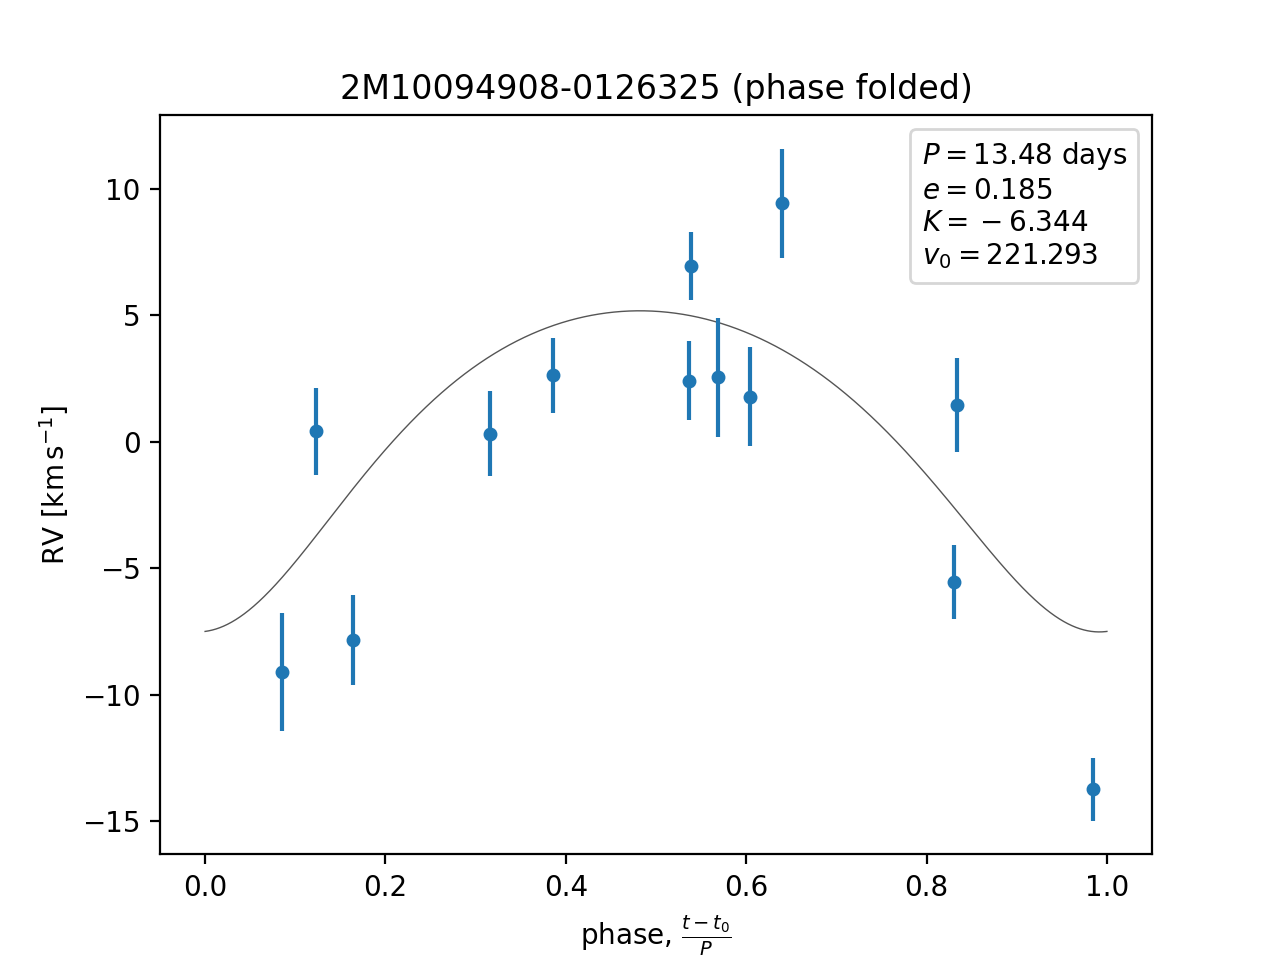 2M10094908-0126325 (phase folded)
P = 13.48 days
e = 0.185
K = −6.344
v₀ = 221.293
RV [km s⁻¹]
10
5
0
−5
−10
−15
0.0 0.2 0.4 0.6 0.8 1.0
phase, (t − t₀)/P